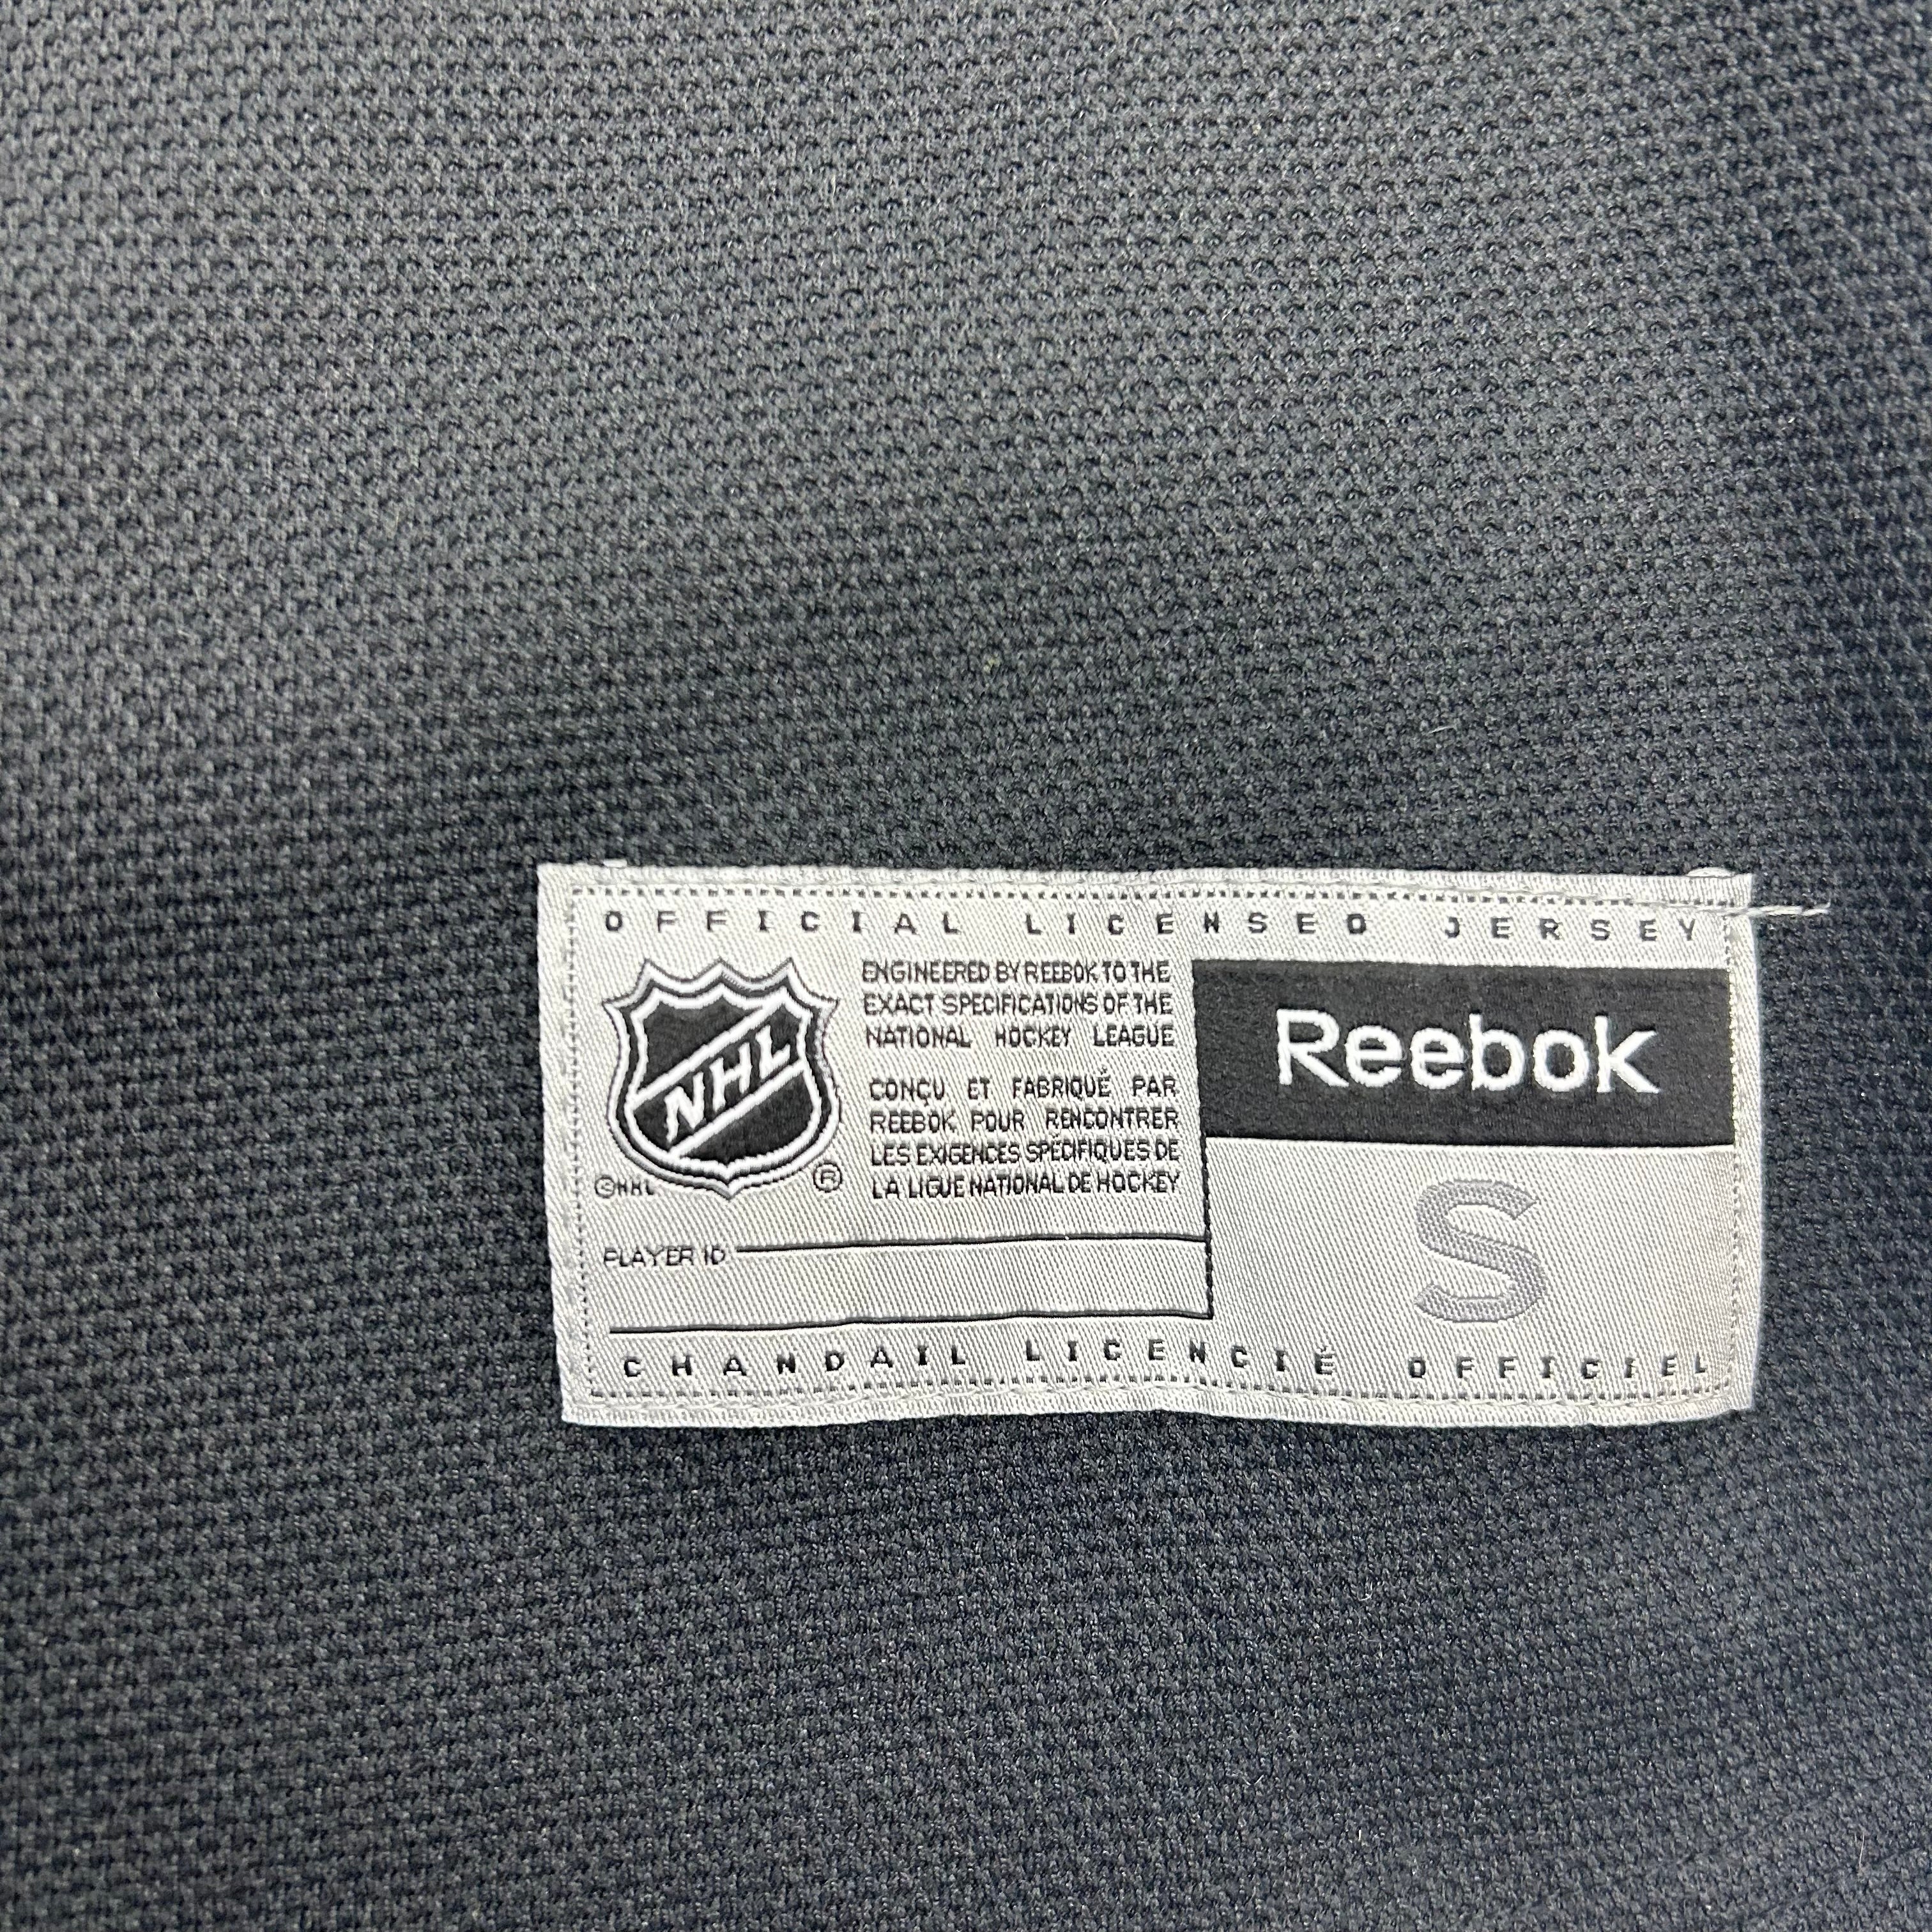 OFFICIAL LICENSED JERSEY
NHL
©NHL
®
ENGINEERED BY REEBOK TO THE
EXACT SPECIFICATIONS OF THE
NATIONAL HOCKEY LEAGUE
CONÇU ET FABRIQUÉ PAR
REEBOK POUR RENCONTRER
LES EXIGENCES SPÉCIFIQUES DE
LA LIGUE NATIONAL DE HOCKEY
Reebok
S
PLAYER ID
CHANDAIL LICENCIÉ OFFICIEL